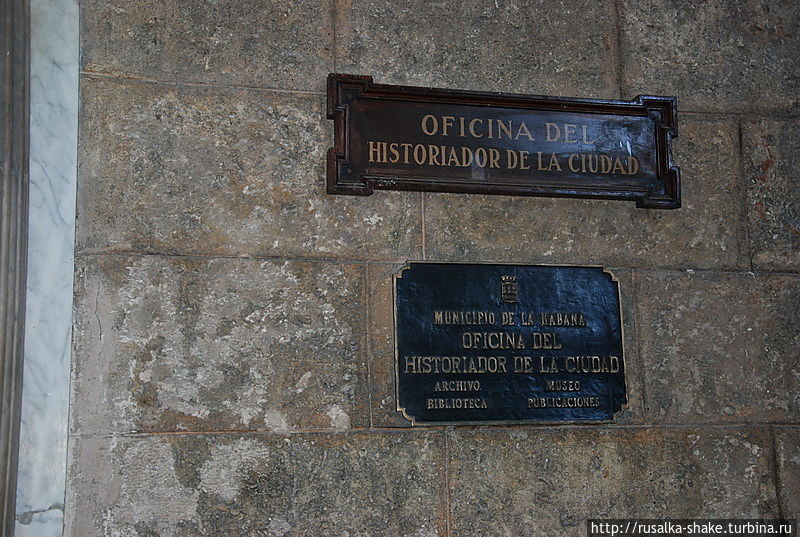 OFICINA DEL
HISTORIADOR DE LA CIUDAD
MUNICIPIO DE LA HABANA
OFICINA DEL
HISTORIADOR DE LA CIUDAD
ARCHIVO MUSEO
BIBLIOTECA PUBLICACIONES
http://rusalka-shake.turbina.ru